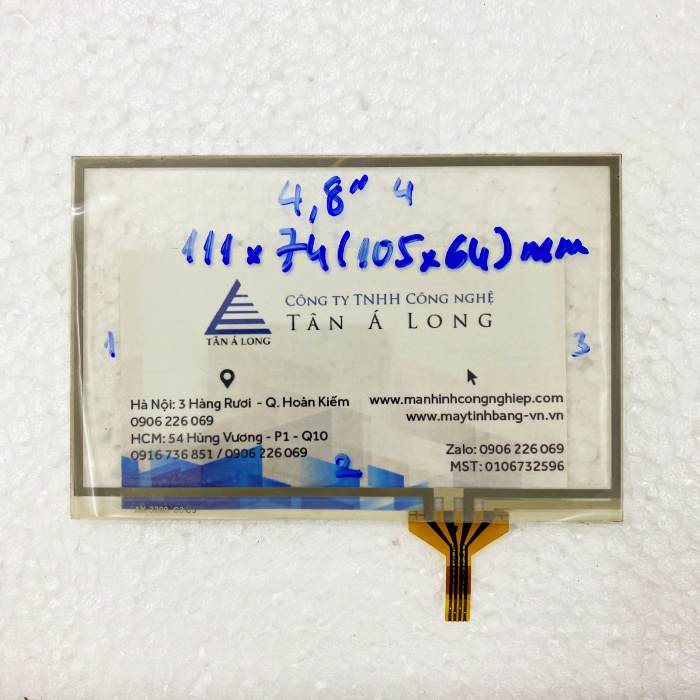 4,8" 4
111 x 74 (105x64) mm
CÔNG TY TNHH CÔNG NGHỆ
TÂN Á LONG
TÂN Á LONG
1
3
Hà Nội: 3 Hàng Rươi - Q. Hoàn Kiếm
0906 226 069
HCM: 54 Hùng Vương - P1 - Q10
0916 736 851 / 0906 226 069
www.manhinhcongnghiep.com
www.maytinhbang-vn.vn
Zalo: 0906 226 069
MST: 0106732596
2